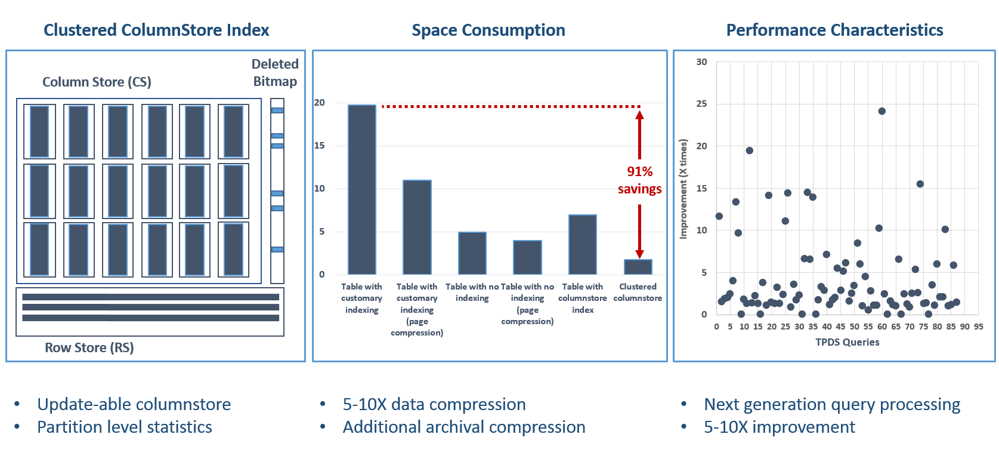 Clustered ColumnStore Index
Deleted
Bitmap
Column Store (CS)
Row Store (RS)
• Update-able columnstore
• Partition level statistics
Space Consumption
20
15
10
5
0
91%
savings
Table with
customary
indexing
Table with
customary
indexing
(page
compression)
Table with no
indexing
Table with no
indexing
(page
compression)
Table with
columnstore
index
Clustered
columnstore
• 5-10X data compression
• Additional archival compression
Performance Characteristics
Improvement (X times)
30
25
20
15
10
5
0
0 5 10 15 20 25 30 35 40 45 50 55 60 65 70 75 80 85 90 95
TPDS Queries
• Next generation query processing
• 5-10X improvement